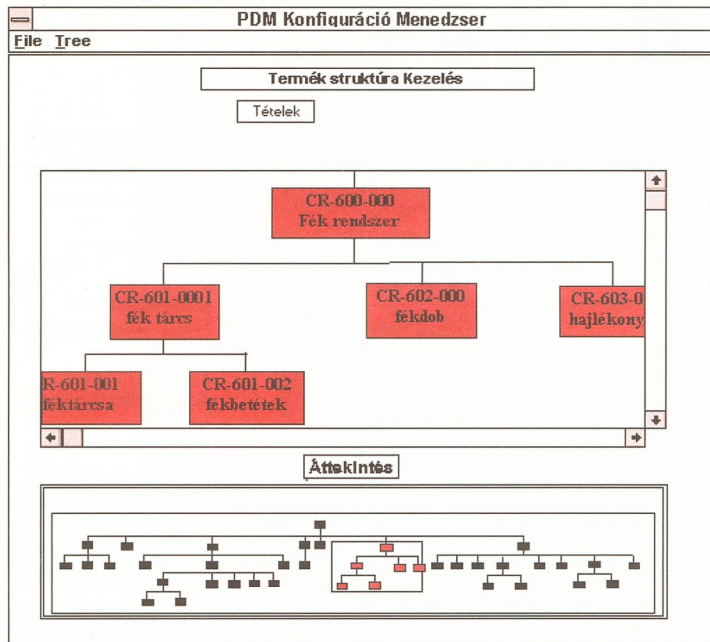 PDM Konfiguráció Menedzser
File Tree
Termék struktúra Kezelés
Tételek
CR-600-000
Fék rendszer
CR-601-0001
fék tárcs
CR-602-000
fékdob
CR-603-0
hajlékony
R-601-001
féktárcsa
CR-601-002
fékbetétek
Áttekintés